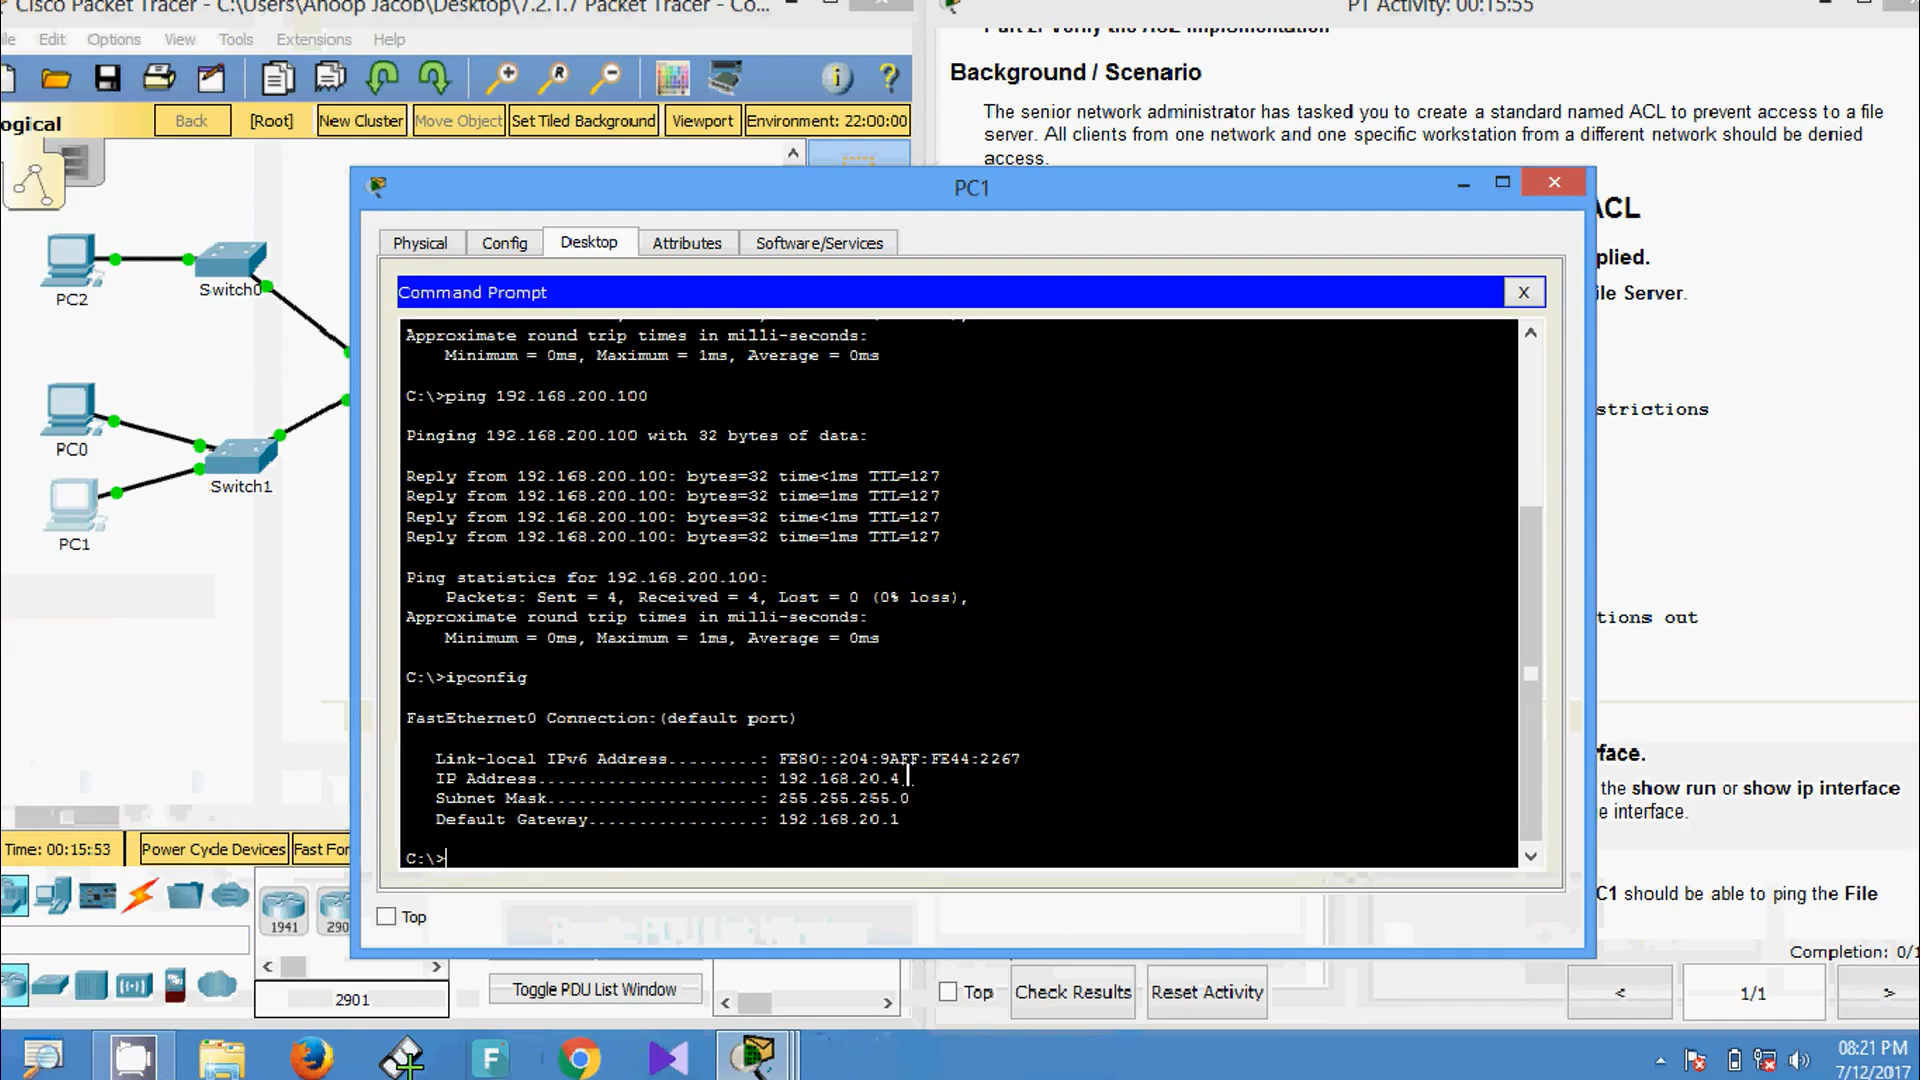 Cisco Packet Tracer - C:\Users\Anoop Jacob\Desktop\7.2.1.7 Packet Tracer - Co...
PT Activity: 00:15:55
Edit Options View Tools Extensions Help
Part 2: Verify the ACL Implementation
Background / Scenario
The senior network administrator has tasked you to create a standard named ACL to prevent access to a file
server. All clients from one network and one specific workstation from a different network should be denied
access.
ogical Back [Root] New Cluster Move Object Set Tiled Background Viewport Environment: 22:00:00
PC1
ACL
Physical Config Desktop Attributes Software/Services
plied.
ile Server.
Command Prompt X
PC2
Switch0
Approximate round trip times in milli-seconds:
Minimum = 0ms, Maximum = 1ms, Average = 0ms
C:\>ping 192.168.200.100
strictions
Pinging 192.168.200.100 with 32 bytes of data:
PC0
Reply from 192.168.200.100: bytes=32 time<1ms TTL=127
Reply from 192.168.200.100: bytes=32 time=1ms TTL=127
Reply from 192.168.200.100: bytes=32 time<1ms TTL=127
Reply from 192.168.200.100: bytes=32 time=1ms TTL=127
Switch1
PC1
Ping statistics for 192.168.200.100:
Packets: Sent = 4, Received = 4, Lost = 0 (0% loss),
Approximate round trip times in milli-seconds:
Minimum = 0ms, Maximum = 1ms, Average = 0ms
tions out
C:\>ipconfig
FastEthernet0 Connection:(default port)
Link-local IPv6 Address.........: FE80::204:9AFF:FE44:2267
IP Address......................: 192.168.20.4
Subnet Mask.....................: 255.255.255.0
Default Gateway.................: 192.168.20.1
C:\>
rface.
the show run or show ip interface
e interface.
Time: 00:15:53 Power Cycle Devices Fast For
C1 should be able to ping the File
Top
1941 290
Completion: 0/1
2901
Toggle PDU List Window
Top Check Results Reset Activity < 1/1 >
08:21 PM
7/12/2017